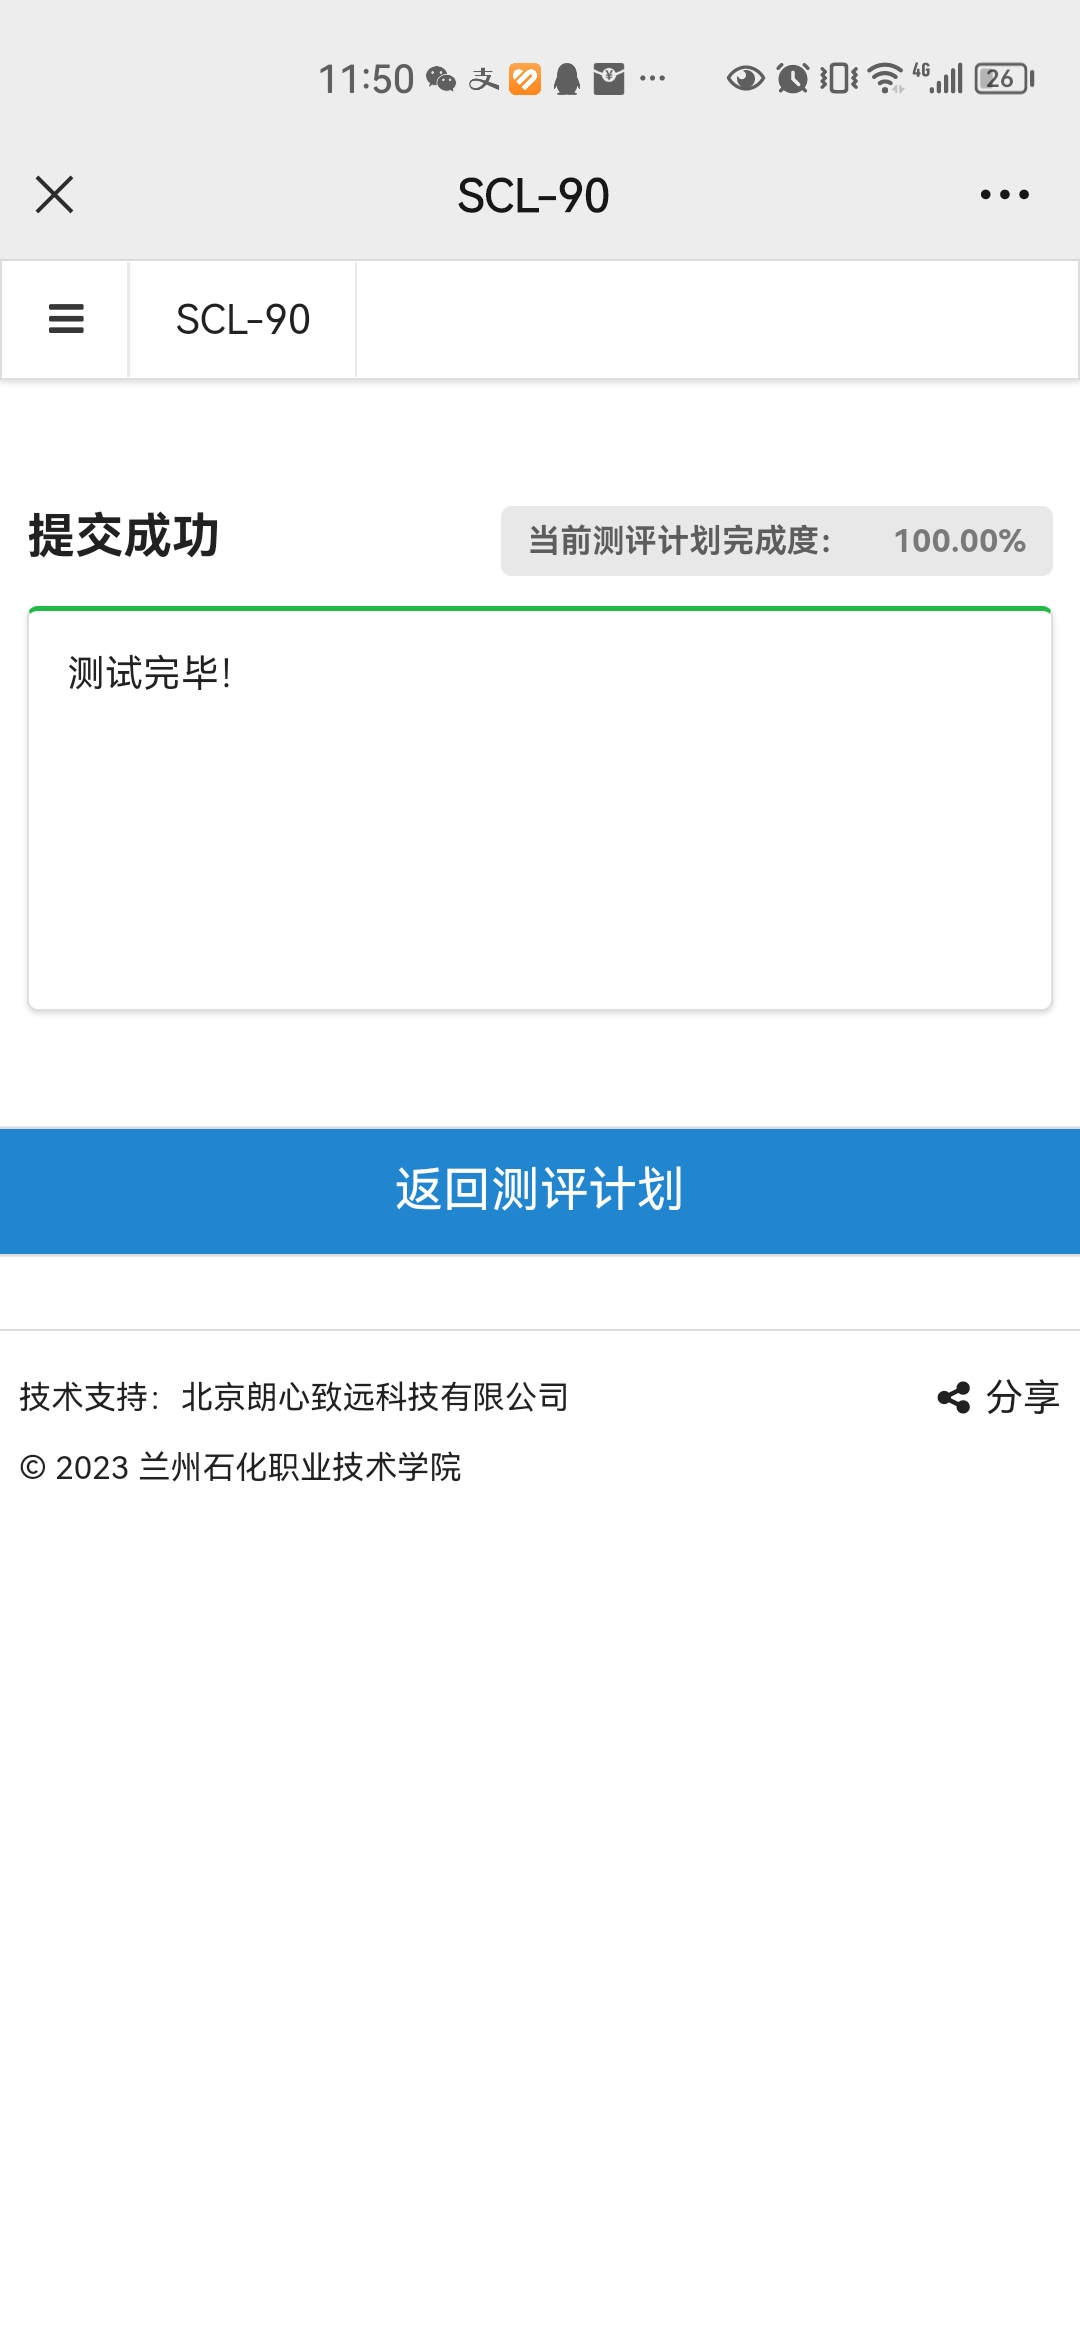 11:50 支 4G 26
SCL-90
SCL-90
提交成功
当前测评计划完成度： 100.00%
测试完毕！
返回测评计划
技术支持：北京朗心致远科技有限公司 分享
© 2023 兰州石化职业技术学院